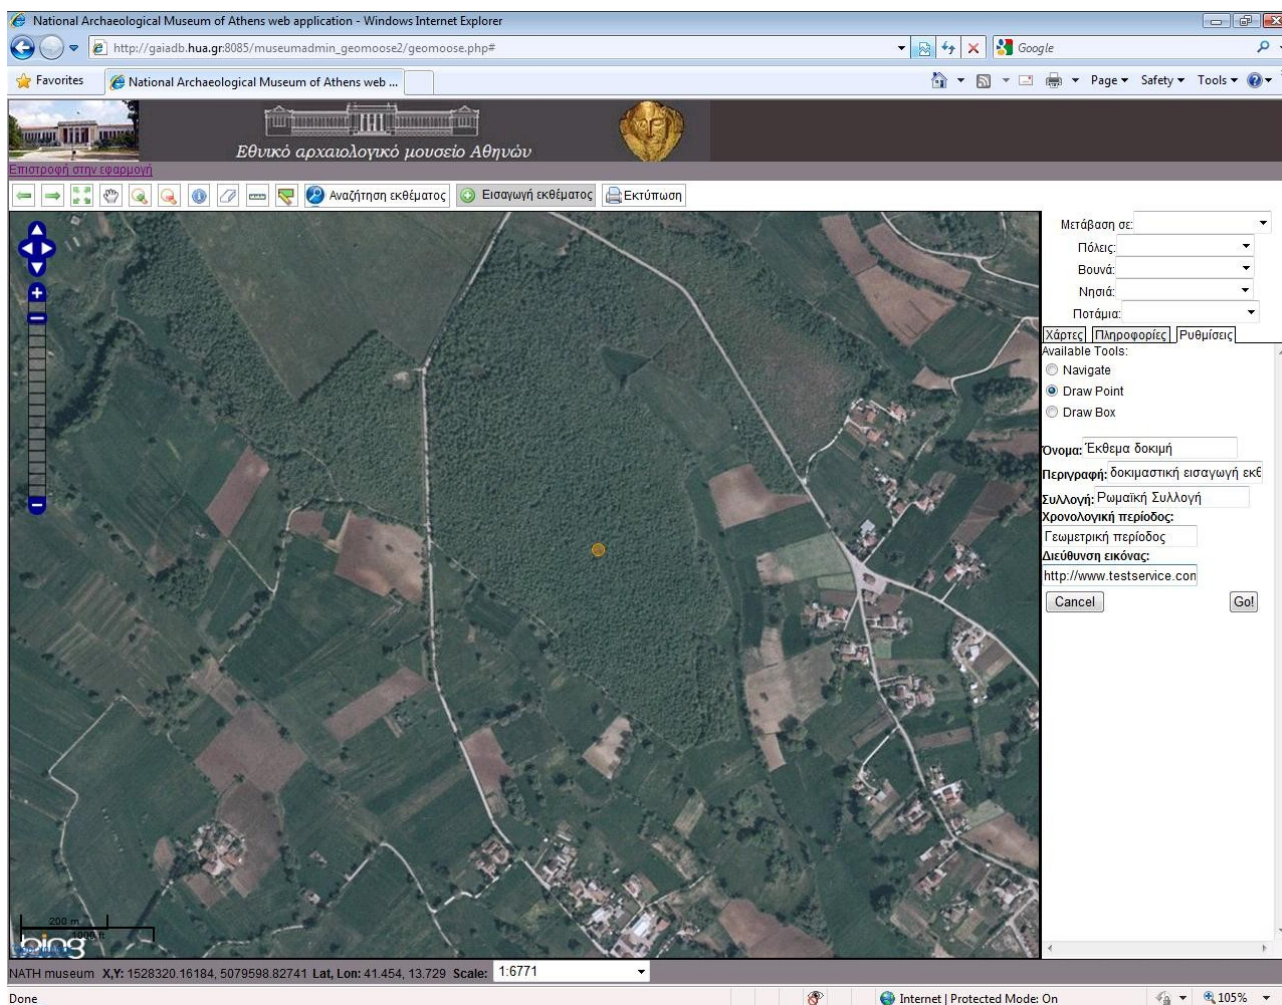 National Archaeological Museum of Athens web application - Windows Internet Explorer
http://gaiadb.hua.gr:8085/museumadmin_geomoose2/geomoose.php#
Google
Favorites
National Archaeological Museum of Athens web ...
Page
Safety
Tools
Εθνικό αρχαιολογικό μουσείο Αθηνών
Επιστροφή στην εφαρμογή
Αναζήτηση εκθέματος
Εισαγωγή εκθέματος
Εκτύπωση
Μετάβαση σε:
Πόλεις:
Βουνά:
Νησιά:
Ποτάμια:
Χάρτες Πληροφορίες Ρυθμίσεις
Available Tools:
Navigate
Draw Point
Draw Box
Όνομα: Έκθεμα δοκιμή
Περιγραφή: δοκιμαστική εισαγωγή εκθ
Συλλογή: Ρωμαϊκή Συλλογή
Χρονολογική περίοδος:
Γεωμετρική περίοδος
Διεύθυνση εικόνας:
http://www.testservice.con
Cancel Go!
200 m
1000 ft
bing
NATH museum X,Y: 1528320.16184, 5079598.82741 Lat, Lon: 41.454, 13.729 Scale: 1:6771
Done
Internet | Protected Mode: On
105%